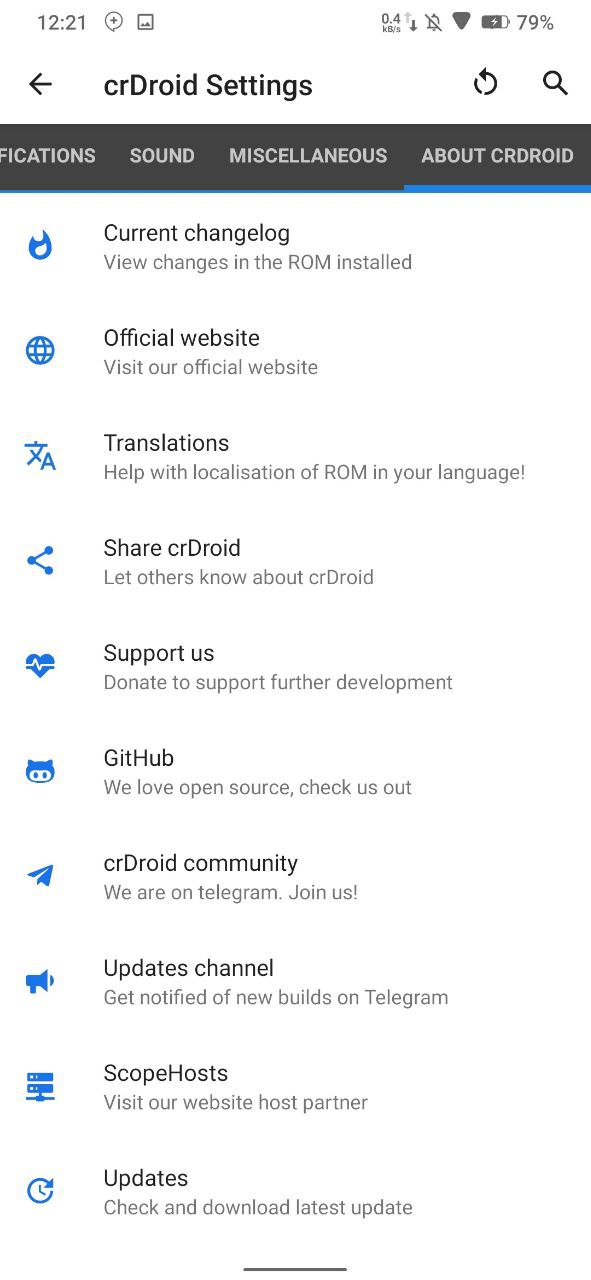 12:21
0.4
kB/s
79%
crDroid Settings
FICATIONS SOUND MISCELLANEOUS ABOUT CRDROID
Current changelog
View changes in the ROM installed
Official website
Visit our official website
Translations
Help with localisation of ROM in your language!
Share crDroid
Let others know about crDroid
Support us
Donate to support further development
GitHub
We love open source, check us out
crDroid community
We are on telegram. Join us!
Updates channel
Get notified of new builds on Telegram
ScopeHosts
Visit our website host partner
Updates
Check and download latest update